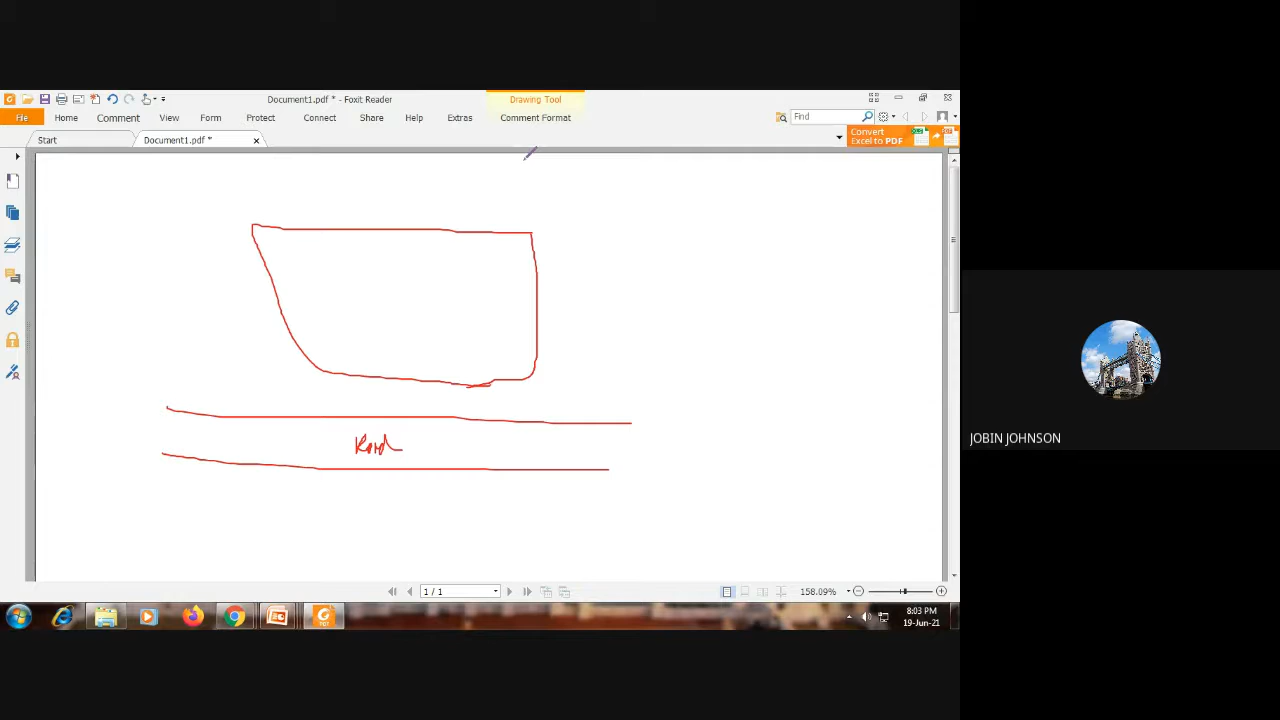 Document1.pdf * - Foxit Reader
Drawing Tool
File Home Comment View Form Protect Connect Share Help Extras Comment Format
Find
Start
Document1.pdf *
Convert
Excel to PDF
Road
JOBIN JOHNSON
1 / 1
158.09%
8:03 PM
19-Jun-21